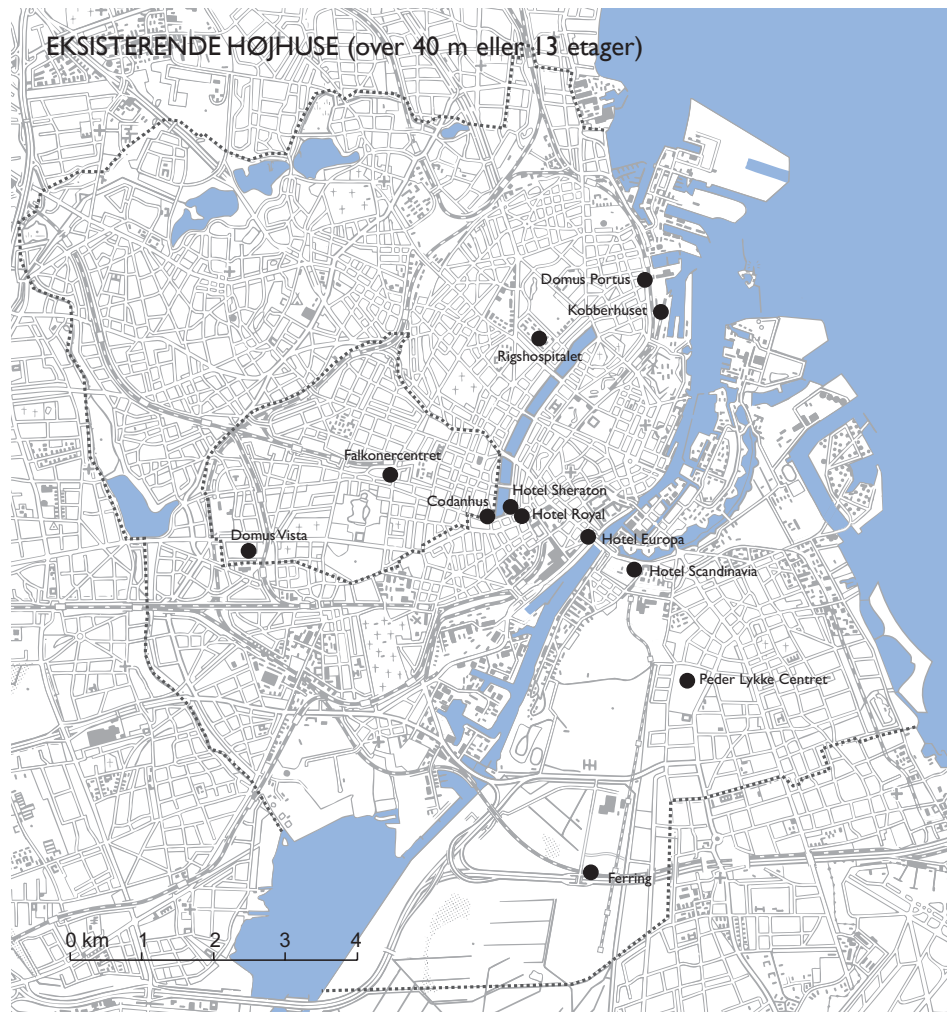 EKSISTERENDE HØJHUSE (over 40 m eller 13 etager)
Domus Portus
Kobberhuset
Rigshospitalet
Falkonercentret
Hotel Sheraton
Codanhus
Hotel Royal
Domus Vista
Hotel Europa
Hotel Scandinavia
Peder Lykke Centret
Ferring
0 km 1 2 3 4